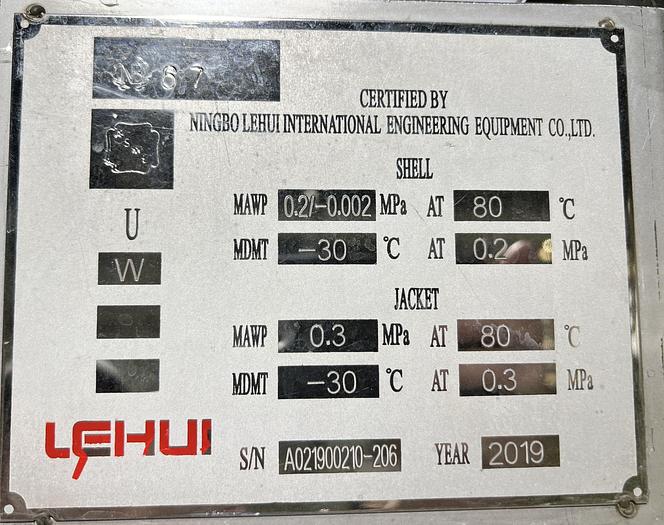 67
CERTIFIED BY
NINGBO LEHUI INTERNATIONAL ENGINEERING EQUIPMENT CO.,LTD.
SHELL
U
MAWP 0.2/-0.002 MPa AT 80 °C
W
MDMT -30 °C AT 0.2 MPa
JACKET
MAWP 0.3 MPa AT 80 °C
MDMT -30 °C AT 0.3 MPa
LEHUI
S/N A021900210-206 YEAR 2019